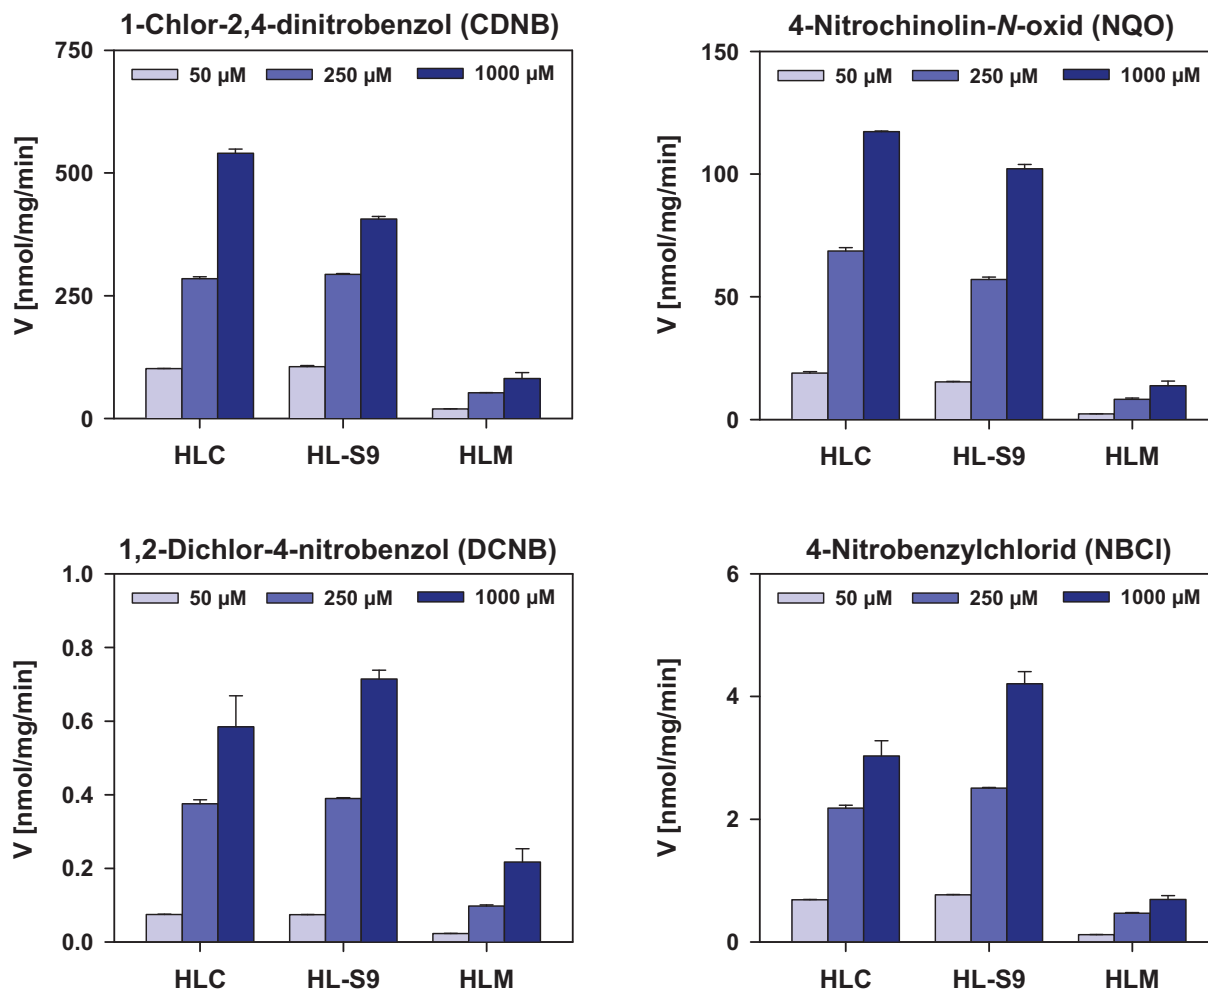 1-Chlor-2,4-dinitrobenzol (CDNB)
750
50 µM 250 µM 1000 µM
500
250
0
V [nmol/mg/min]
HLC HL-S9 HLM
4-Nitrochinolin-N-oxid (NQO)
150
50 µM 250 µM 1000 µM
100
50
0
V [nmol/mg/min]
HLC HL-S9 HLM
1,2-Dichlor-4-nitrobenzol (DCNB)
1.0
50 µM 250 µM 1000 µM
0.8
0.6
0.4
0.2
0.0
V [nmol/mg/min]
HLC HL-S9 HLM
4-Nitrobenzylchlorid (NBCl)
6
50 µM 250 µM 1000 µM
4
2
0
V [nmol/mg/min]
HLC HL-S9 HLM